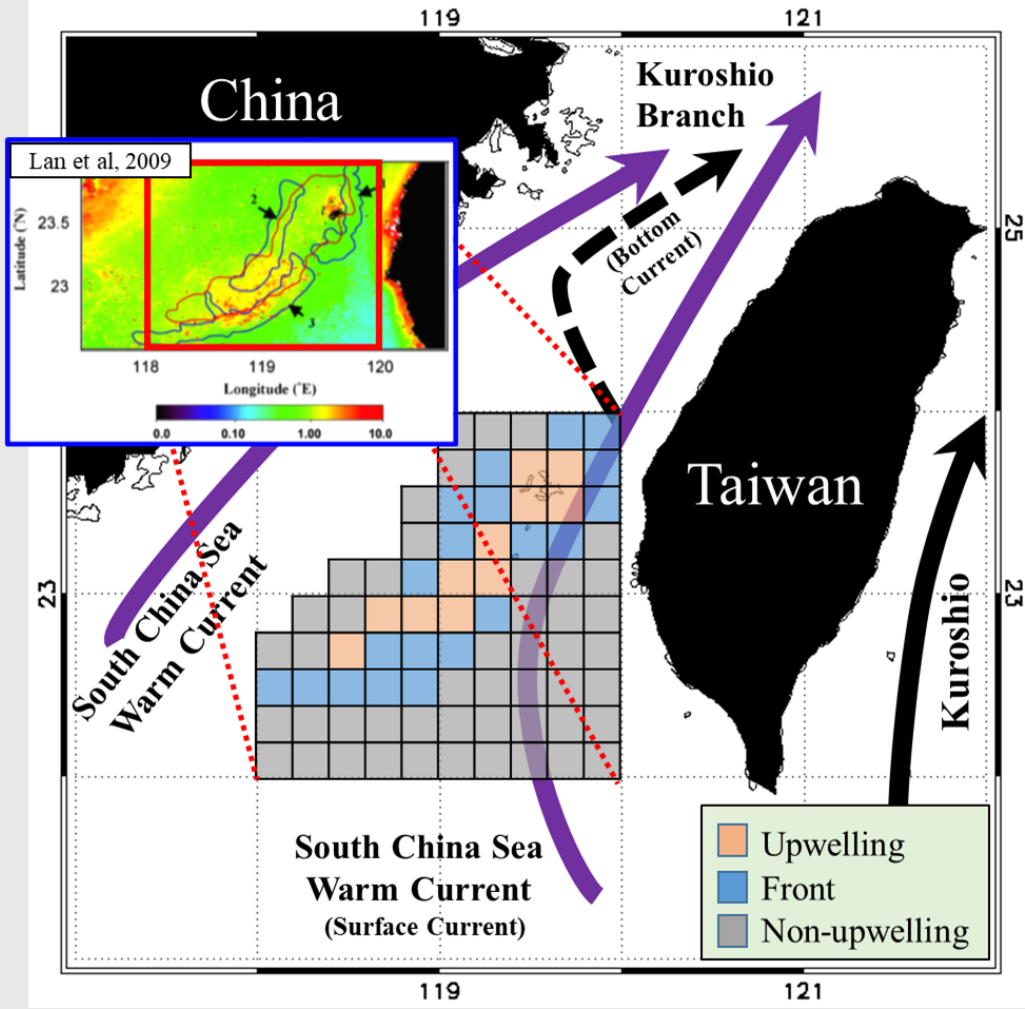 119
121
China
Kuroshio
Branch
Lan et al, 2009
Latitude (°N)
23.5
23
2
1
3
118
119
120
Longitude (°E)
0.0
0.10
1.00
10.0
(Bottom
Current)
25
Taiwan
23
23
South China Sea
Warm Current
Kuroshio
South China Sea
Warm Current
(Surface Current)
Upwelling
Front
Non-upwelling
119
121